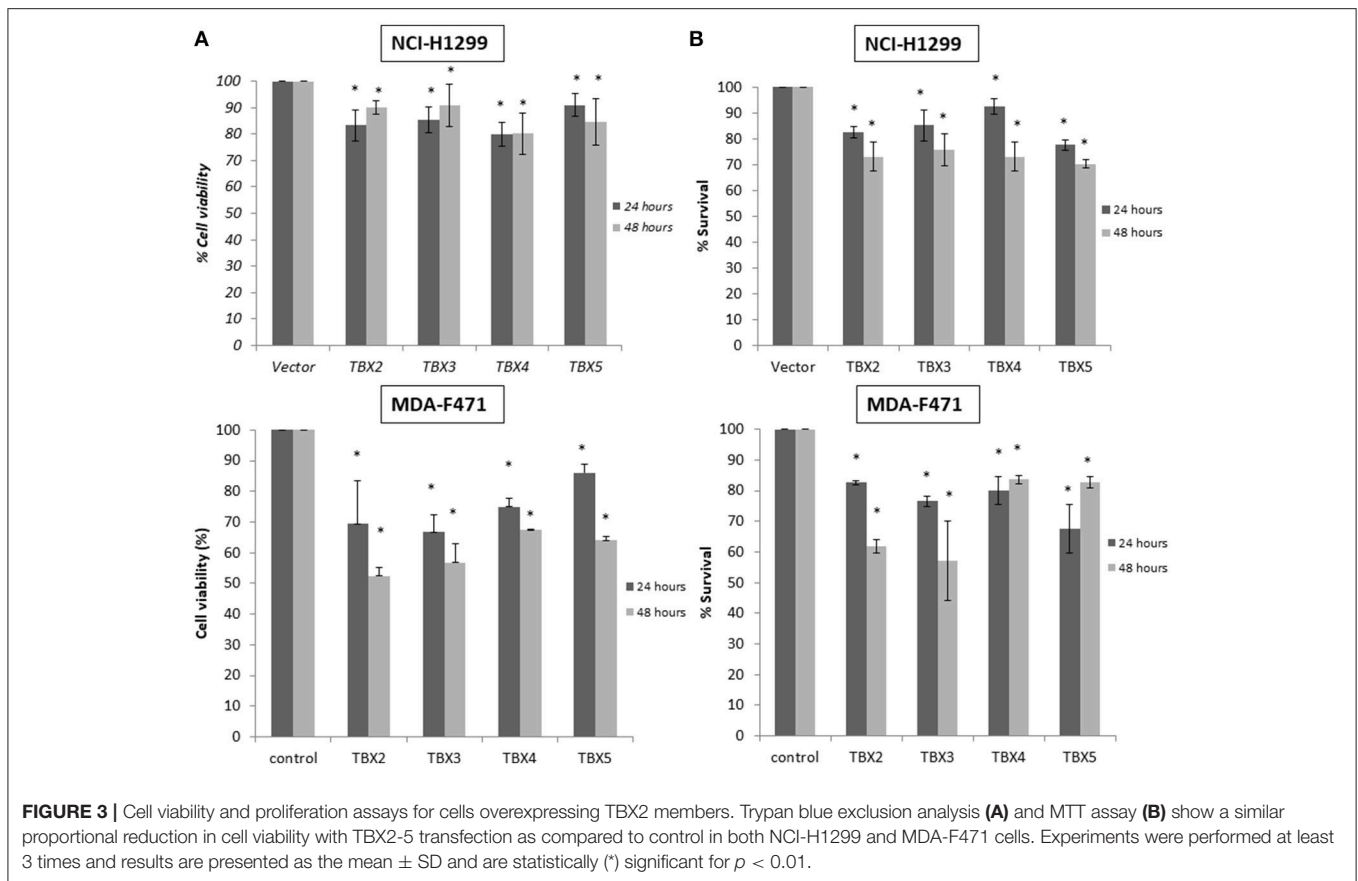 A
NCI-H1299
100
90
80
70
60
50
40
30
20
10
0
% Cell viability
* * * * * * * *
24 hours
48 hours
Vector TBX2 TBX3 TBX4 TBX5
B
NCI-H1299
100
90
80
70
60
50
40
30
20
10
0
% Survival
* * * * * * * *
24 hours
48 hours
Vector TBX2 TBX3 TBX4 TBX5
MDA-F471
100
90
80
70
60
50
40
30
20
10
0
Cell viability (%)
* * * * * * * *
24 hours
48 hours
control TBX2 TBX3 TBX4 TBX5
MDA-F471
100
90
80
70
60
50
40
30
20
10
0
% Survival
* * * * * * * *
24 hours
48 hours
control TBX2 TBX3 TBX4 TBX5
FIGURE 3 | Cell viability and proliferation assays for cells overexpressing TBX2 members. Trypan blue exclusion analysis (A) and MTT assay (B) show a similar
proportional reduction in cell viability with TBX2-5 transfection as compared to control in both NCI-H1299 and MDA-F471 cells. Experiments were performed at least
3 times and results are presented as the mean ± SD and are statistically (*) significant for p < 0.01.